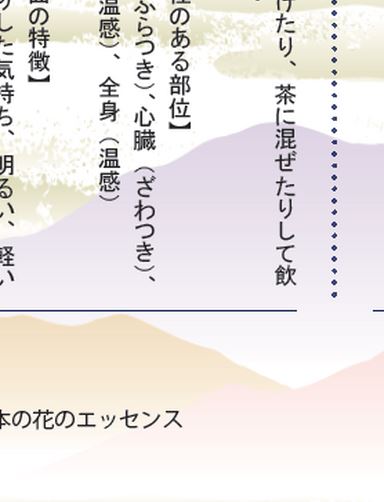 けたり、茶に混ぜたりして飲
性のある部位】
ふらつき）、心臓（ざわつき）、
温感）、全身（温感）
面の特徴】
した気持ち、明るい、軽い
本の花のエッセンス